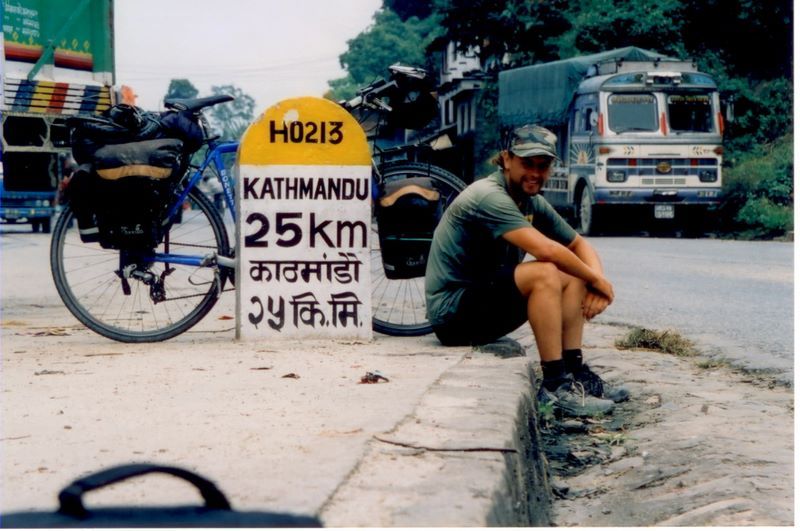 H0213
KATHMANDU
25km
काठमांडौ
२५ कि.मि.